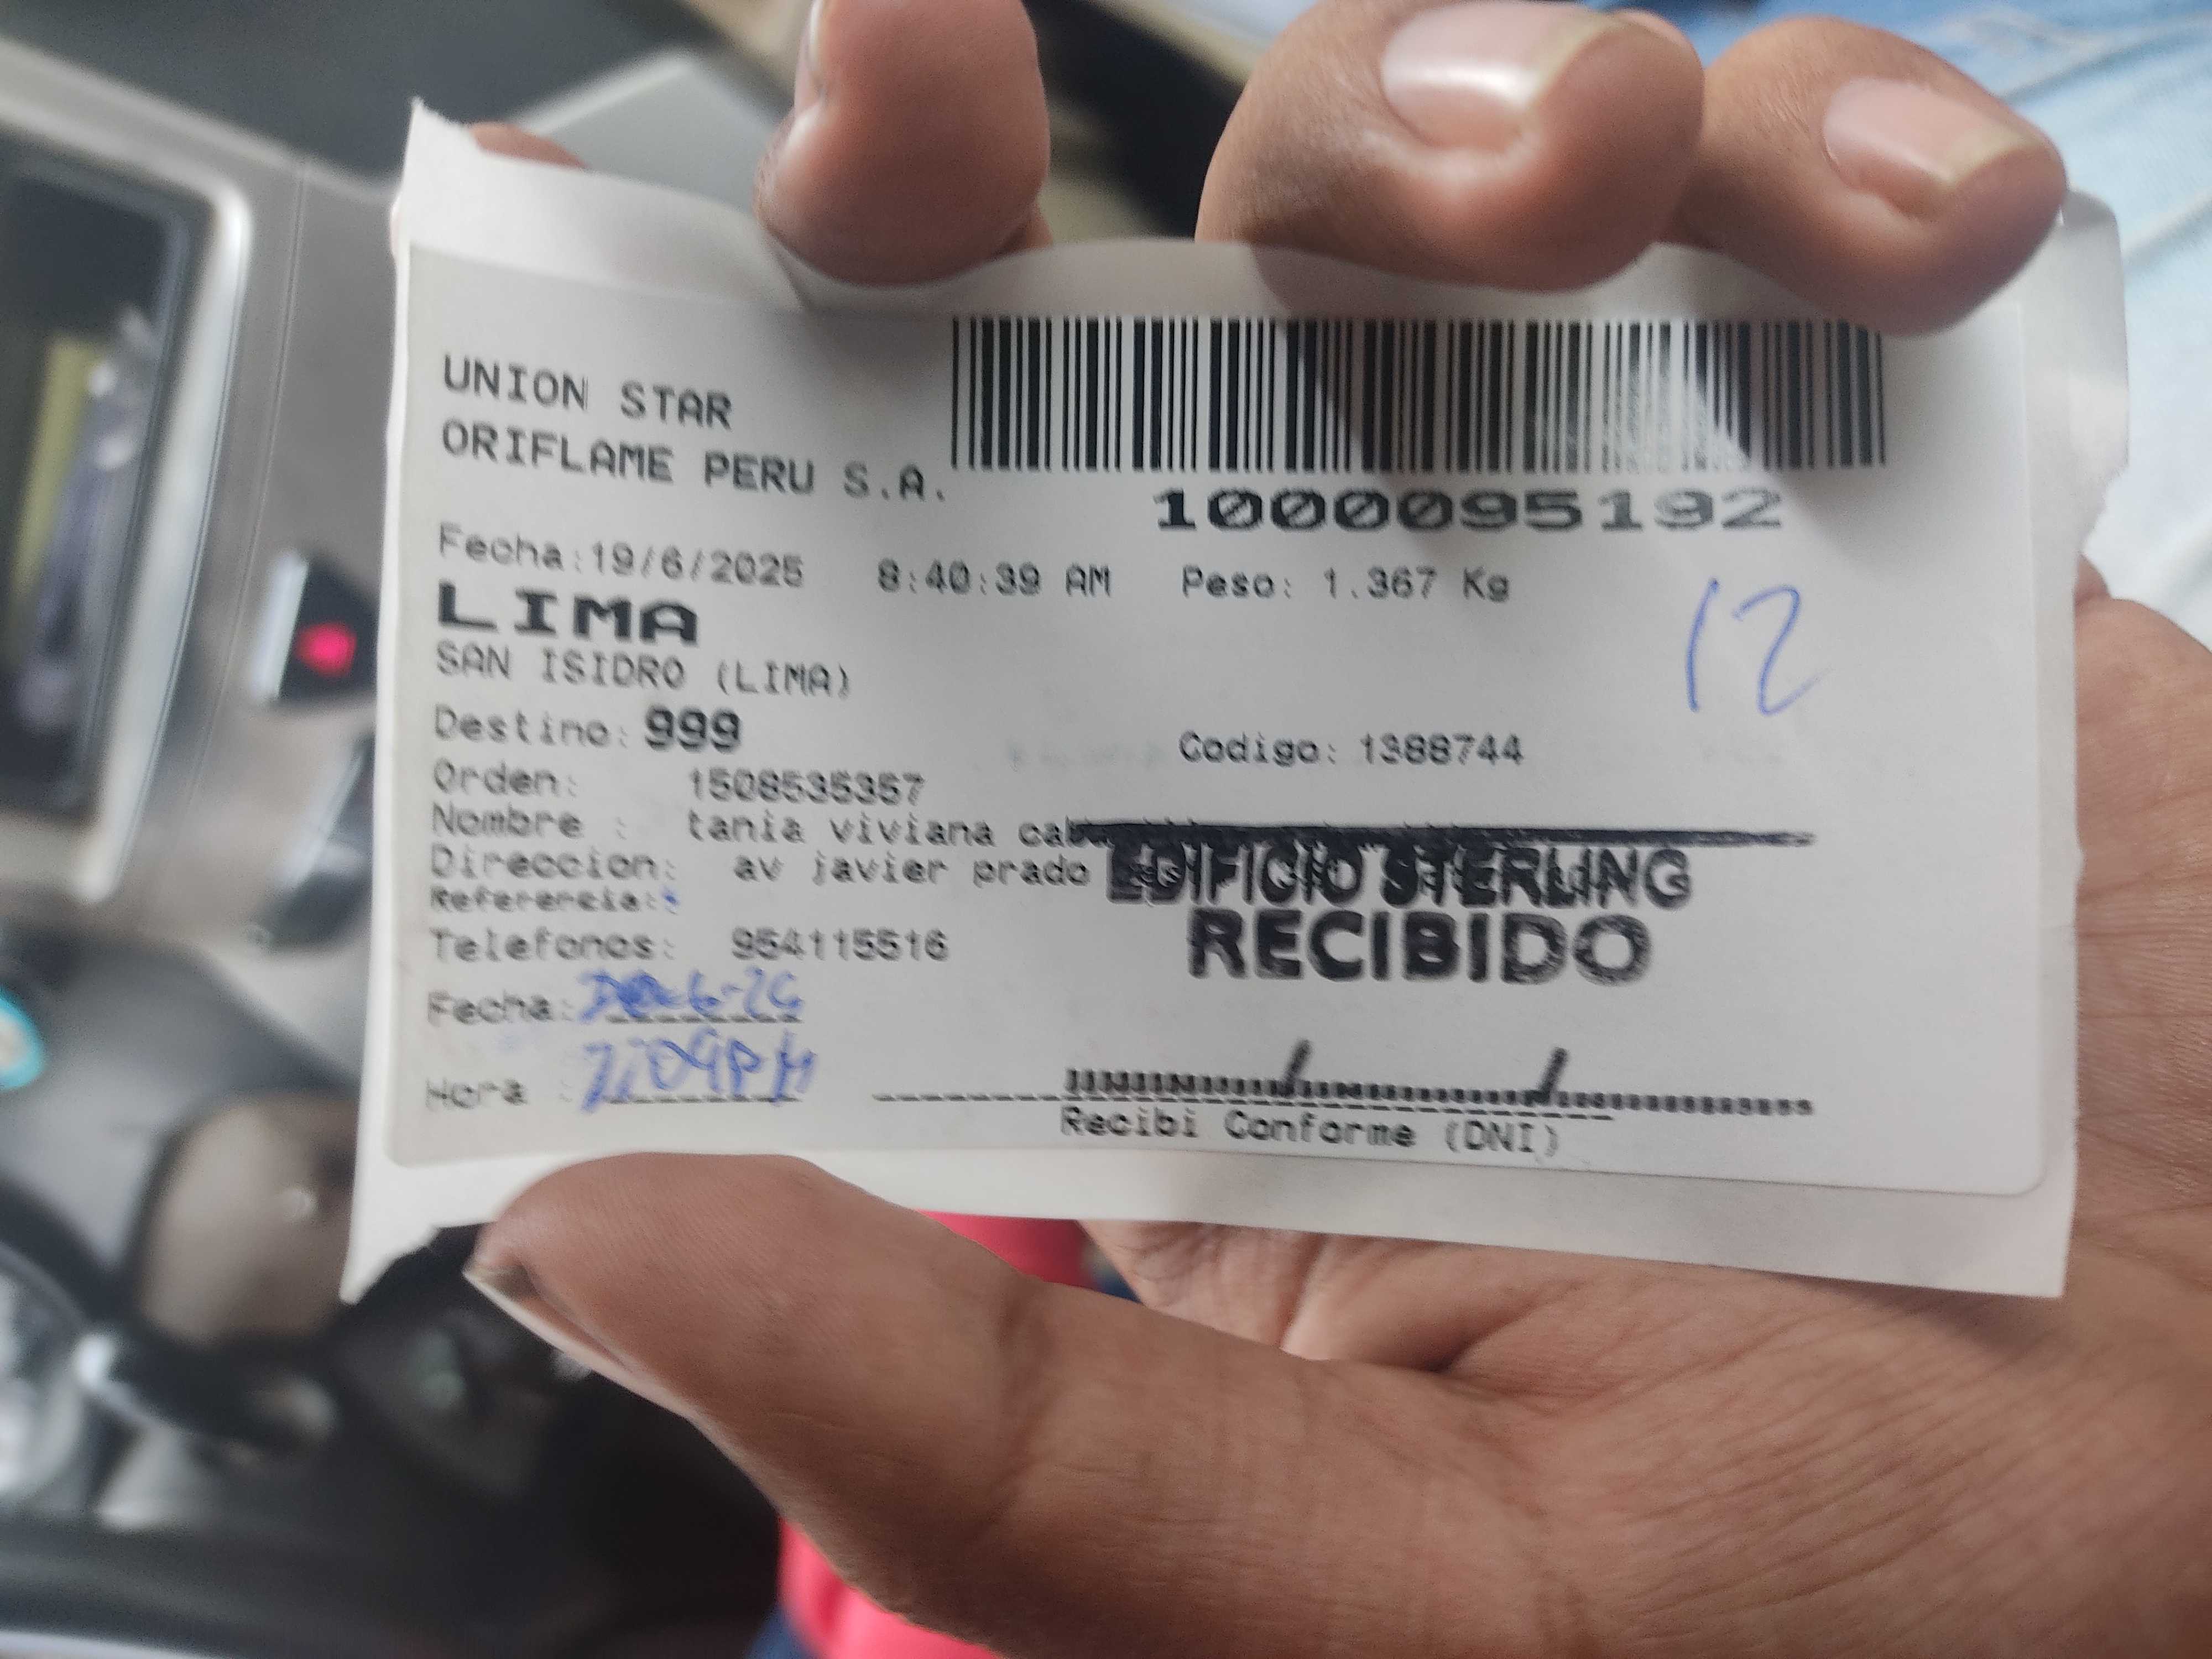 UNION STAR
ORIFLAME PERU S.A.
1000095192
Fecha:19/6/2025 8:40:39 AM Peso: 1.367 Kg
12
LIMA
SAN ISIDRO (LIMA)
Destino: 999 Codigo: 1388744
Orden: 1508535357
Nombre : tania viviana
Direccion: av javier prado
EDIFICIO STERLING
Referencia:
RECIBIDO
Telefonos: 954115516
Fecha:
Hora :
Recibi Conforme (DNI)